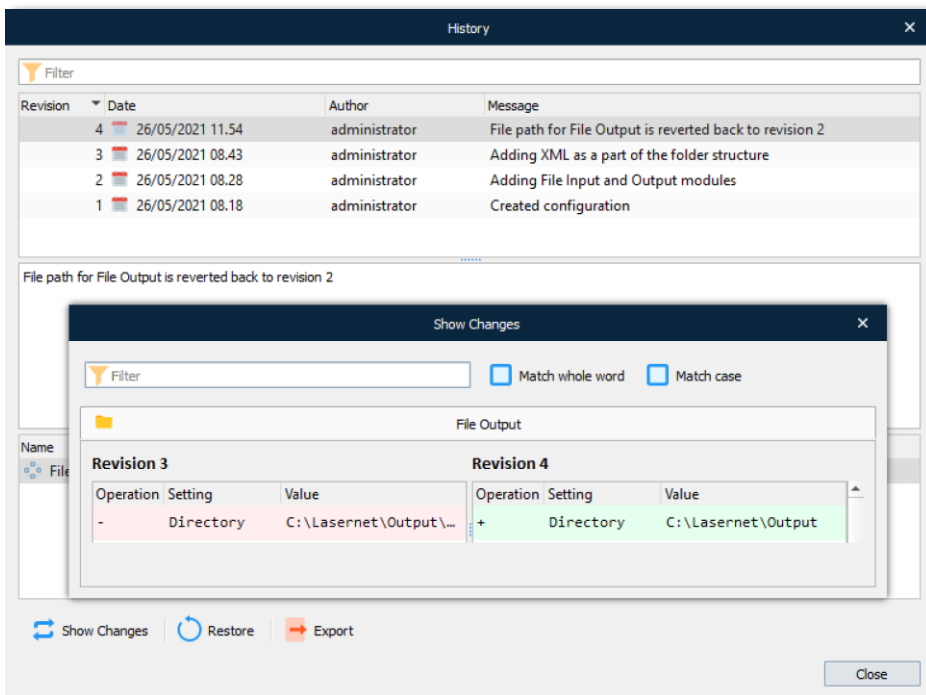 History
Filter
Revision Date Author Message
4 26/05/2021 11.54 administrator File path for File Output is reverted back to revision 2
3 26/05/2021 08.43 administrator Adding XML as a part of the folder structure
2 26/05/2021 08.28 administrator Adding File Input and Output modules
1 26/05/2021 08.18 administrator Created configuration
File path for File Output is reverted back to revision 2
Show Changes
Filter Match whole word Match case
File Output
Name
File
Revision 3 Revision 4
Operation Setting Value Operation Setting Value
- Directory C:\Lasernet\Output\... + Directory C:\Lasernet\Output
Show Changes Restore Export
Close